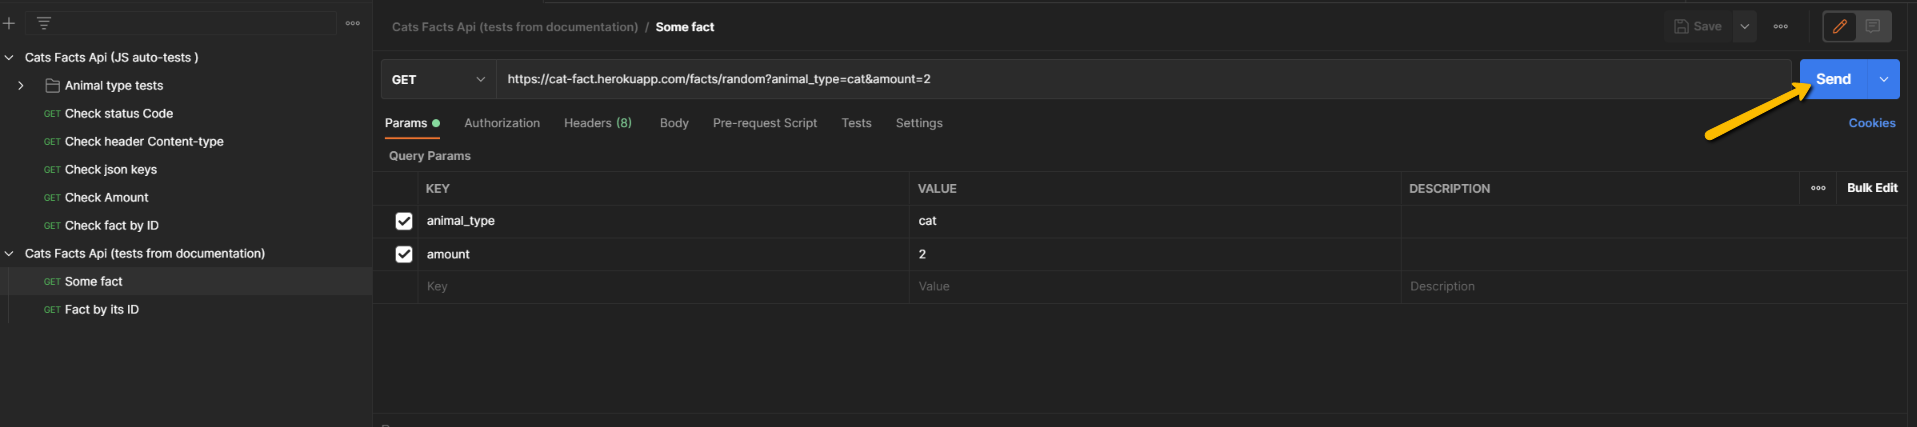 Cats Facts Api (tests from documentation) / Some fact
Save
Cats Facts Api (JS auto-tests )
Animal type tests
GET Check status Code
GET Check header Content-type
GET Check json keys
GET Check Amount
GET Check fact by ID
Cats Facts Api (tests from documentation)
GET Some fact
GET Fact by its ID
GET https://cat-fact.herokuapp.com/facts/random?animal_type=cat&amount=2 Send
Params Authorization Headers (8) Body Pre-request Script Tests Settings Cookies
Query Params
KEY VALUE DESCRIPTION Bulk Edit
animal_type cat
amount 2
Key Value Description